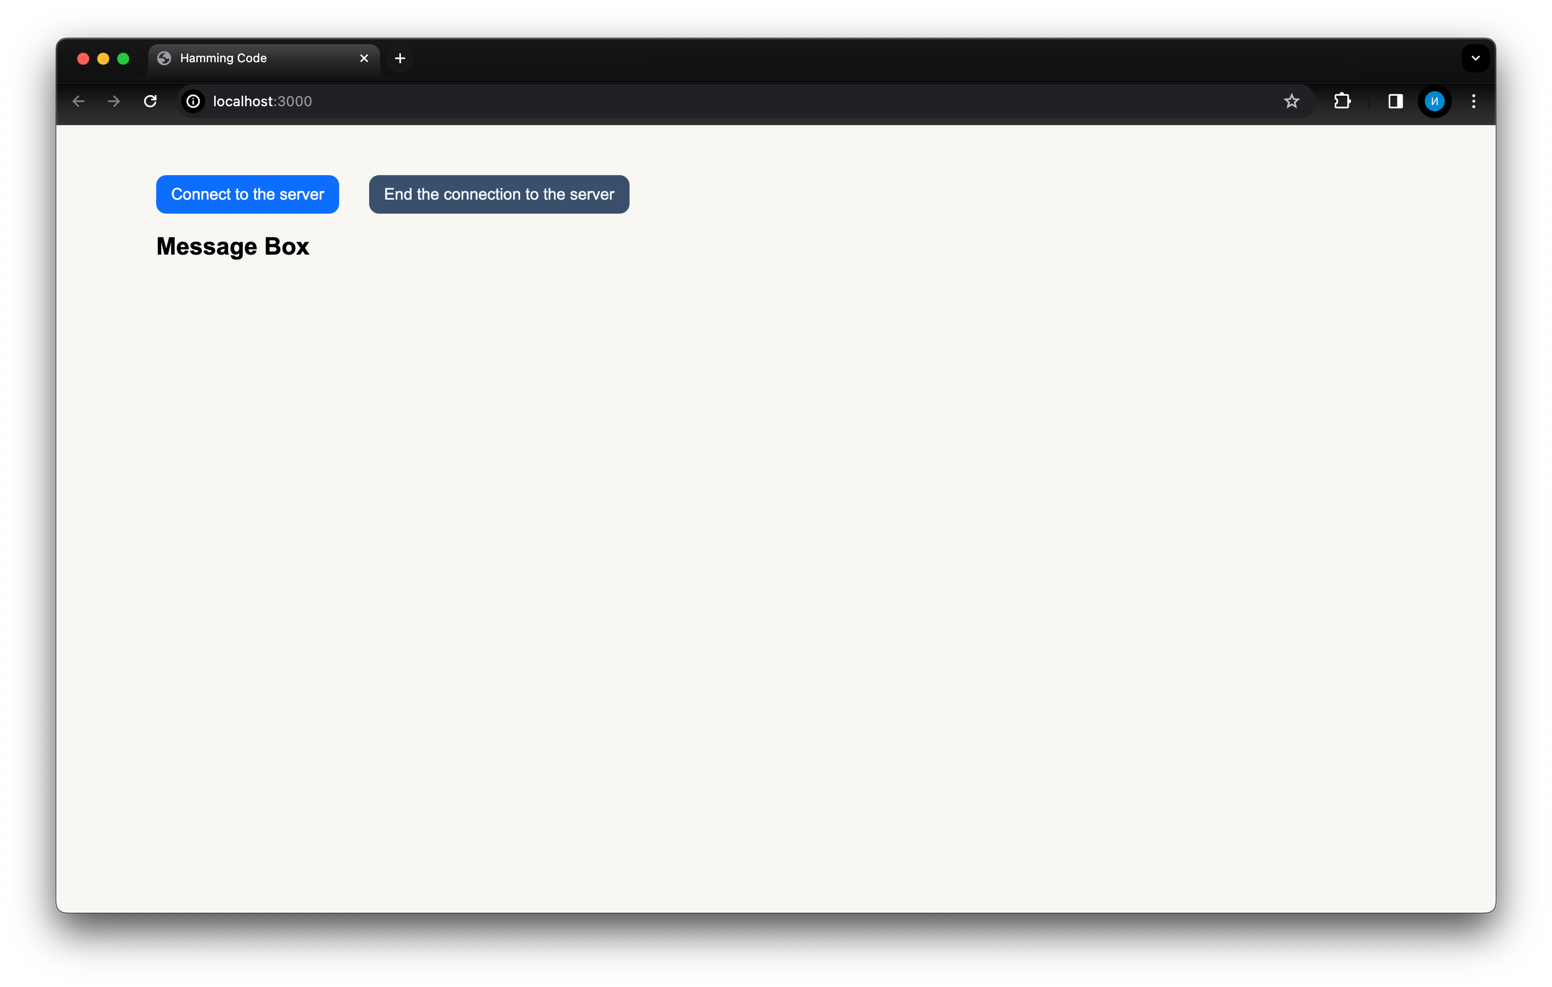 Hamming Code
localhost:3000
И
Connect to the server
End the connection to the server
Message Box